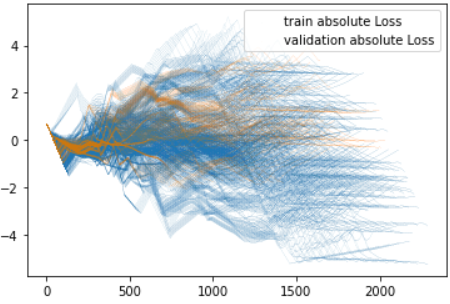 train absolute Loss
validation absolute Loss
4
2
0
−2
−4
0 500 1000 1500 2000